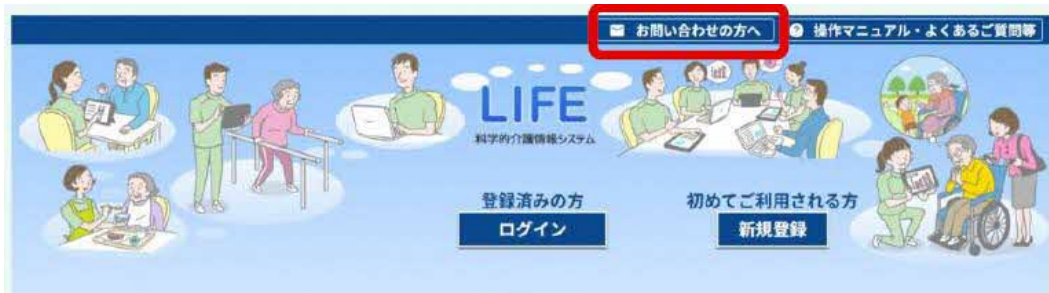 お問い合わせの方へ
操作マニュアル・よくあるご質問等
LIFE
科学的介護情報システム
登録済みの方
初めてご利用される方
ログイン
新規登録